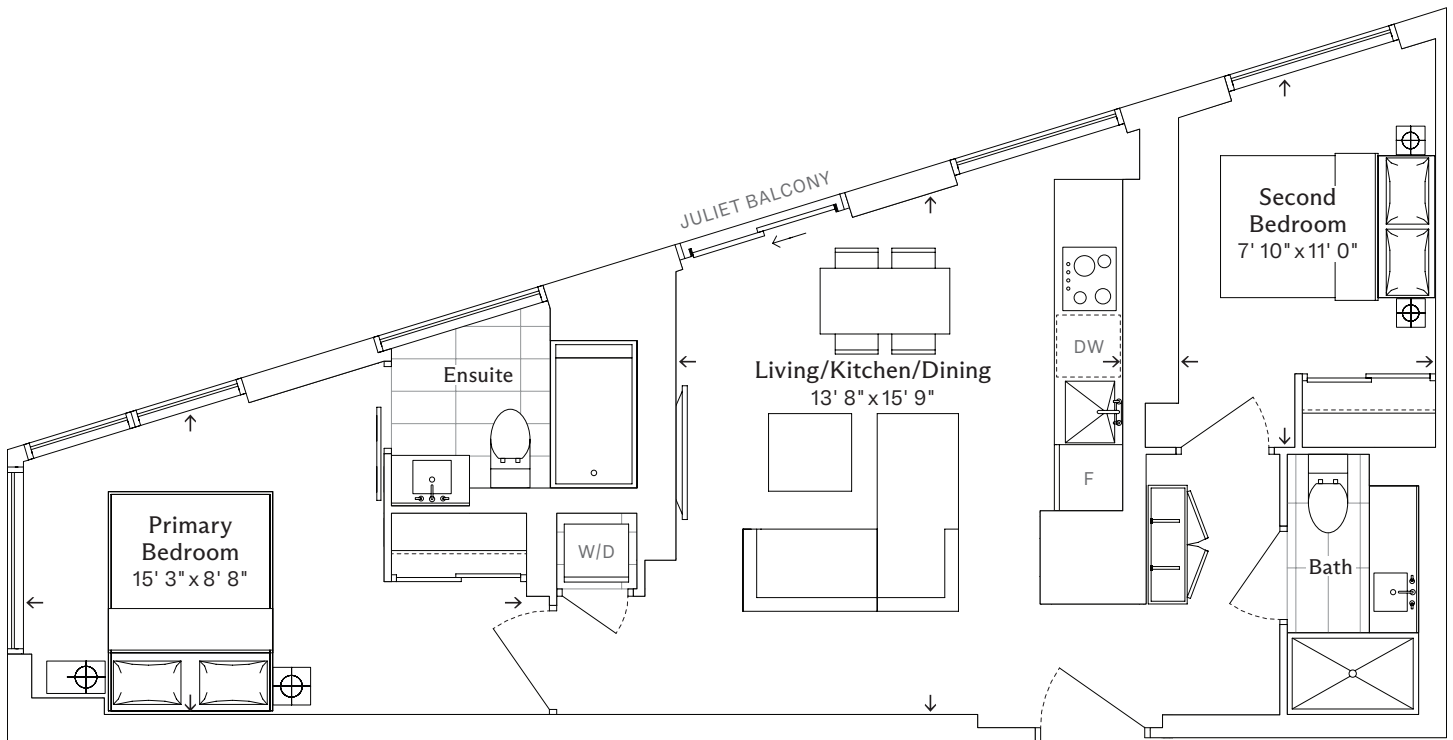 JULIET BALCONY
Second
Bedroom
7' 10" x 11' 0"
DW
Living/Kitchen/Dining
13' 8" x 15' 9"
Ensuite
F
Primary
Bedroom
15' 3" x 8' 8"
W/D
Bath